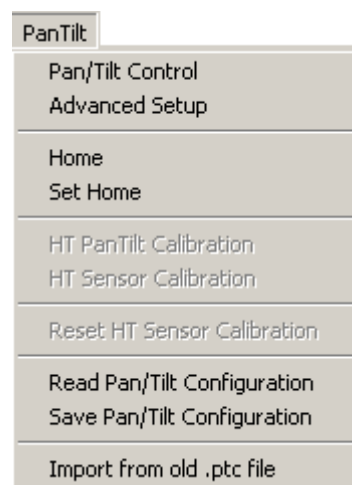 PanTilt
Pan/Tilt Control
Advanced Setup
Home
Set Home
HT PanTilt Calibration
HT Sensor Calibration
Reset HT Sensor Calibration
Read Pan/Tilt Configuration
Save Pan/Tilt Configuration
Import from old .ptc file